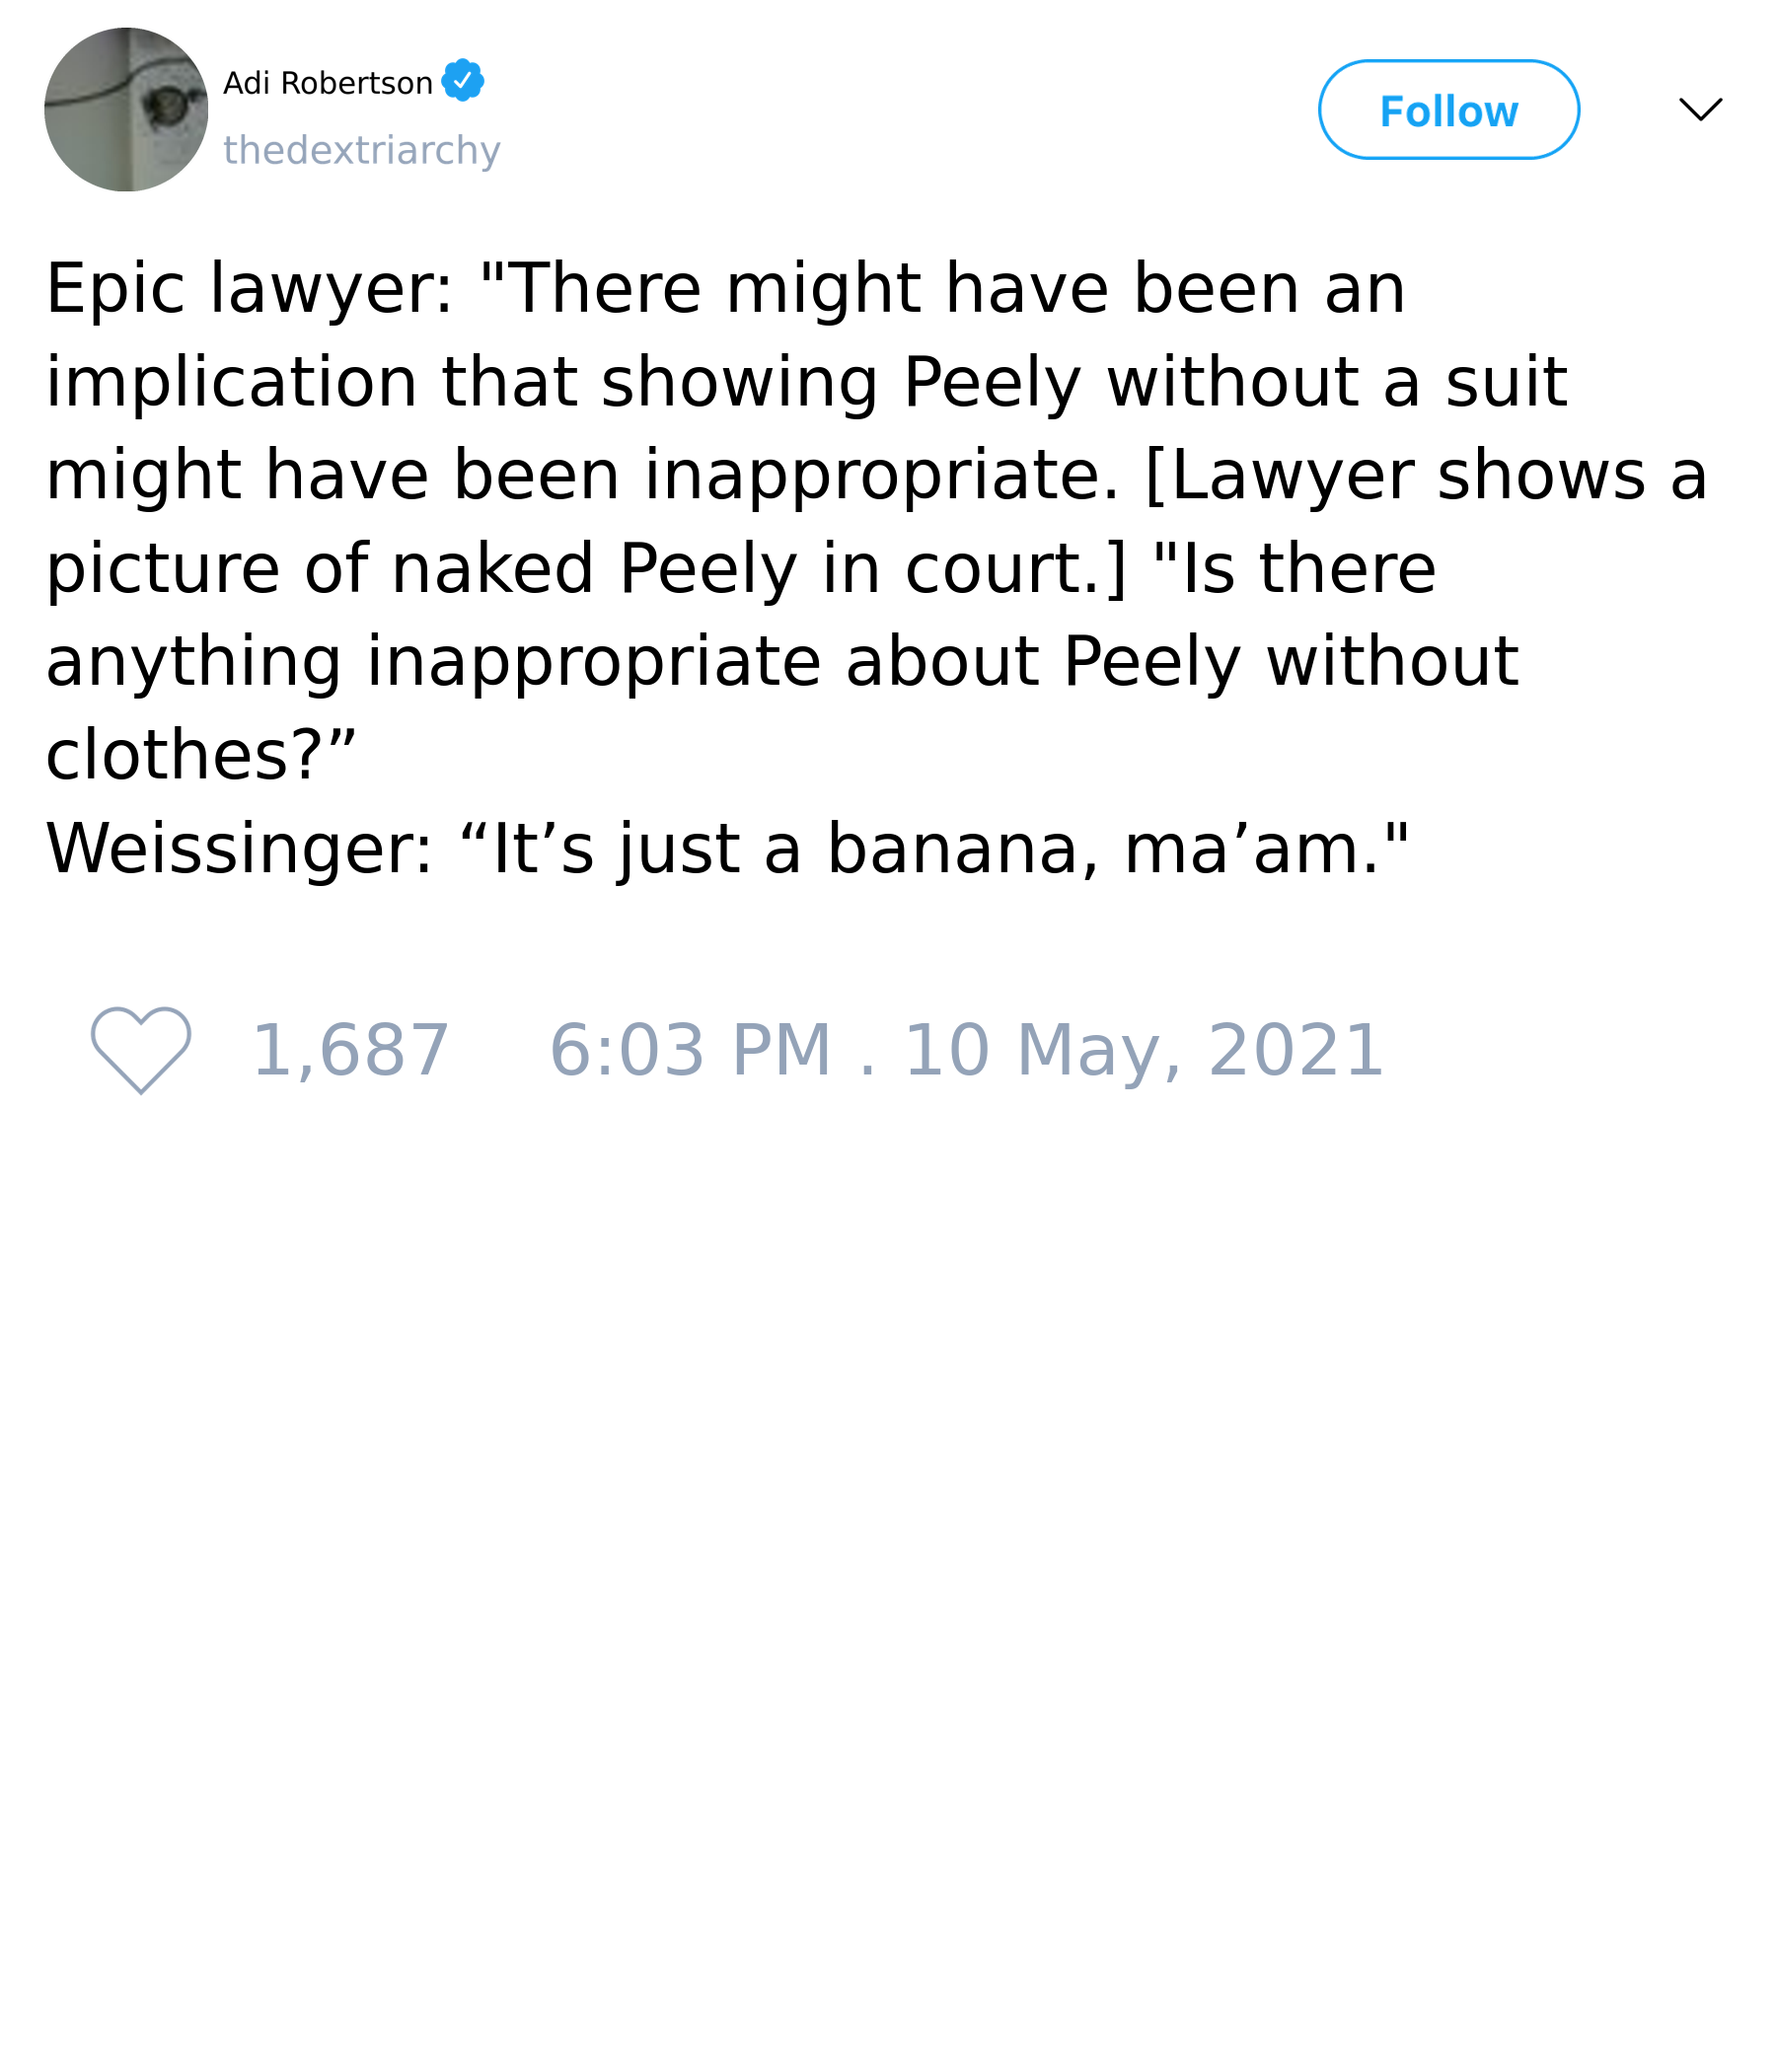 Adi Robertson
thedextriarchy
Follow
Epic lawyer: "There might have been an
implication that showing Peely without a suit
might have been inappropriate. [Lawyer shows a
picture of naked Peely in court.] "Is there
anything inappropriate about Peely without
clothes?”
Weissinger: “It’s just a banana, ma’am."
1,687 6:03 PM . 10 May, 2021